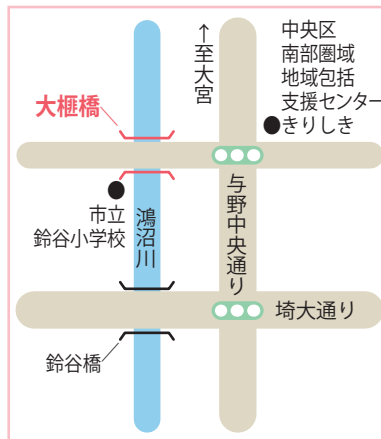 ↑至大宮
中央区
南部圏域
地域包括
支援センター
きりしき
大榧橋
市立
鈴谷小学校
鴻沼川
与野中央通り
埼大通り
鈴谷橋